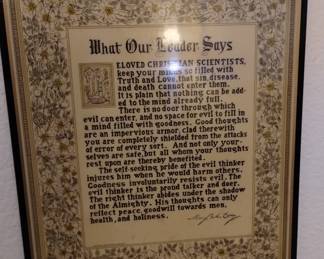 What Our Leader Says
BELOVED CHRISTIAN SCIENTISTS,
keep your minds so filled with
Truth and Love, that sin, disease,
and death cannot enter them.
It is plain that nothing can be add-
ed to the mind already full.
There is no door through which
evil can enter, and no space for evil to fill in
a mind filled with goodness. Good thoughts
are an impervious armor, clad therewith
you are completely shielded from the attacks
of error of every sort. And not only your-
selves are safe, but all whom your thoughts
rest upon are thereby benefited.
The self-seeking pride of the evil thinker
injures him when he would harm others.
Goodness involuntarily resists evil. The
evil thinker is the proud talker and doer.
The right thinker abides under the shadow
of the Almighty. His thoughts can only
reflect peace, goodwill towards men,
health, and holiness.
Mary Baker Eddy